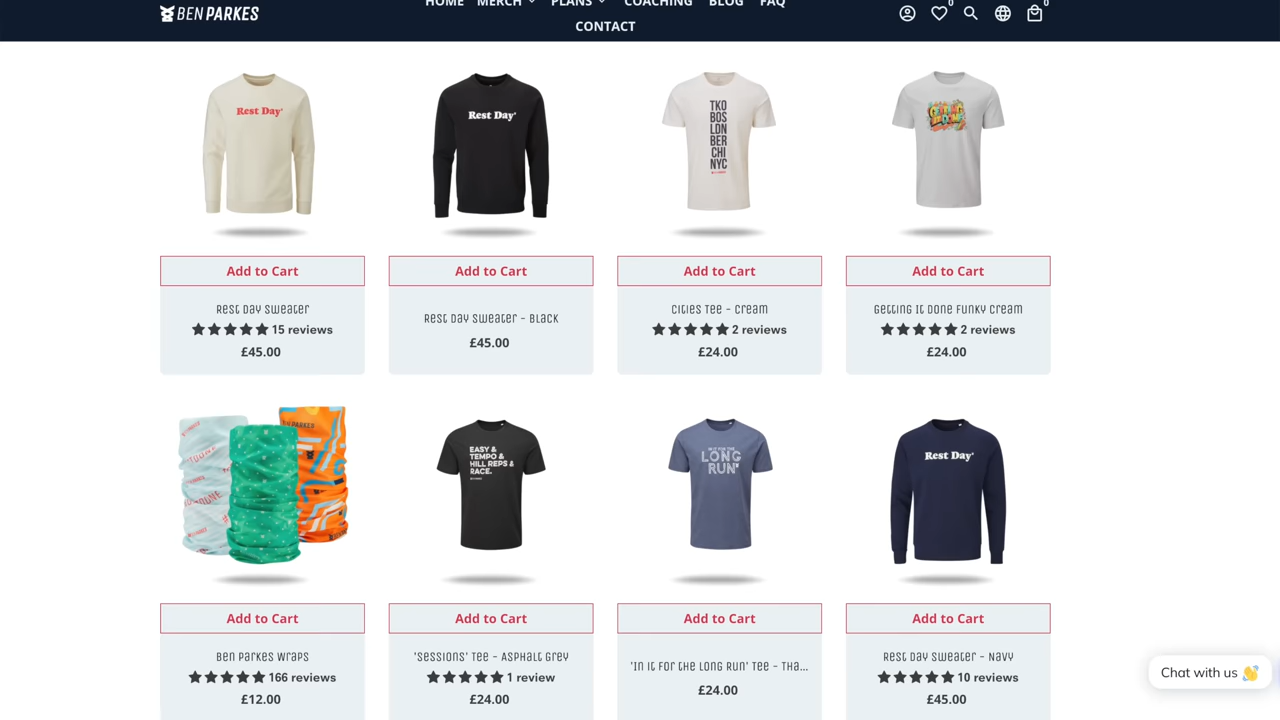 BEN PARKES
HOME MERCH PLANS COACHING BLOG FAQ
CONTACT
0
0
Rest Day
Rest Day
TKO
BOS
LDN
BER
CHI
NYC
Add to Cart
Add to Cart
Add to Cart
Add to Cart
Rest Day Sweater
15 reviews
£45.00
Rest Day Sweater - Black
£45.00
Cities Tee - Cream
2 reviews
£24.00
Getting It Done Funky Cream
2 reviews
£24.00
BEN PARKES
EASY &
TEMPO &
HILL REPS &
RACE.
IN IT FOR THE
LONG
RUN
Rest Day
Add to Cart
Add to Cart
Add to Cart
Add to Cart
Ben Parkes Wraps
166 reviews
£12.00
'Sessions' Tee - Asphalt Grey
1 review
£24.00
'In It For The Long Run' Tee - Tha...
£24.00
Rest Day Sweater - Navy
10 reviews
£45.00
Chat with us 👋